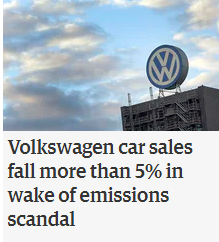 Volkswagen car sales
fall more than 5% in
wake of emissions
scandal